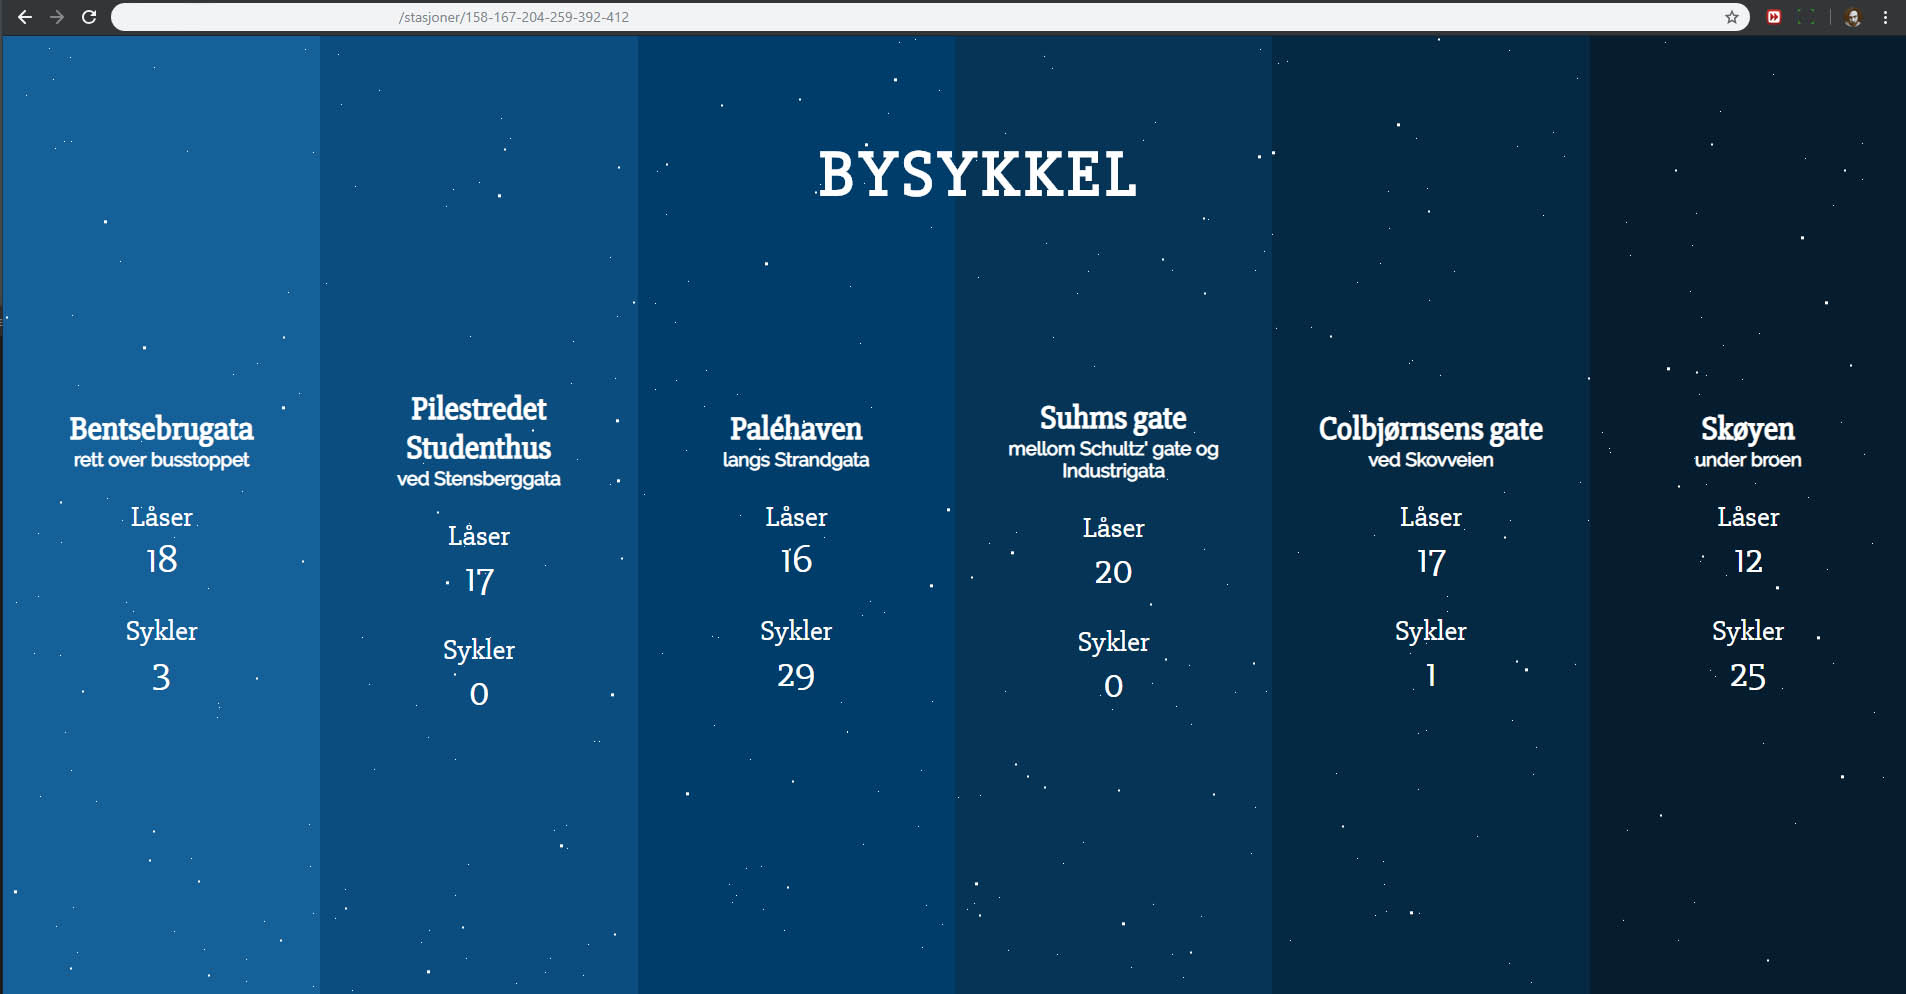 /stasjoner/158-167-204-259-392-412
BYSYKKEL
Bentsebrugata
rett over busstoppet
Låser
18
Sykler
3
Pilestredet
Studenthus
ved Stensberggata
Låser
17
Sykler
0
Paléhaven
langs Strandgata
Låser
16
Sykler
29
Suhms gate
mellom Schultz' gate og
Industrigata
Låser
20
Sykler
0
Colbjørnsens gate
ved Skovveien
Låser
17
Sykler
1
Skøyen
under broen
Låser
12
Sykler
25